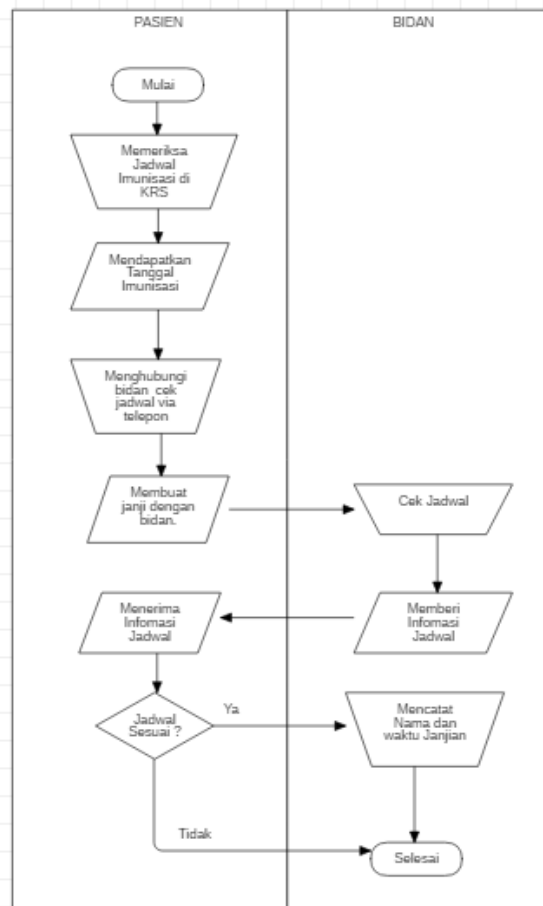 PASIEN
BIDAN
Mulai
Memeriksa
Jadwal
Imunisasi di
KRS
Mendapatkan
Tanggal
Imunisasi
Menghubungi
bidan cek
jadwal via
telepon
Membuat
janji dengan
bidan.
Cek Jadwal
Memberi
Infomasi
Jadwal
Menerima
Infomasi
Jadwal
Jadwal
Sesuai ?
Ya
Mencatat
Nama dan
waktu Janjian
Tidak
Selesai